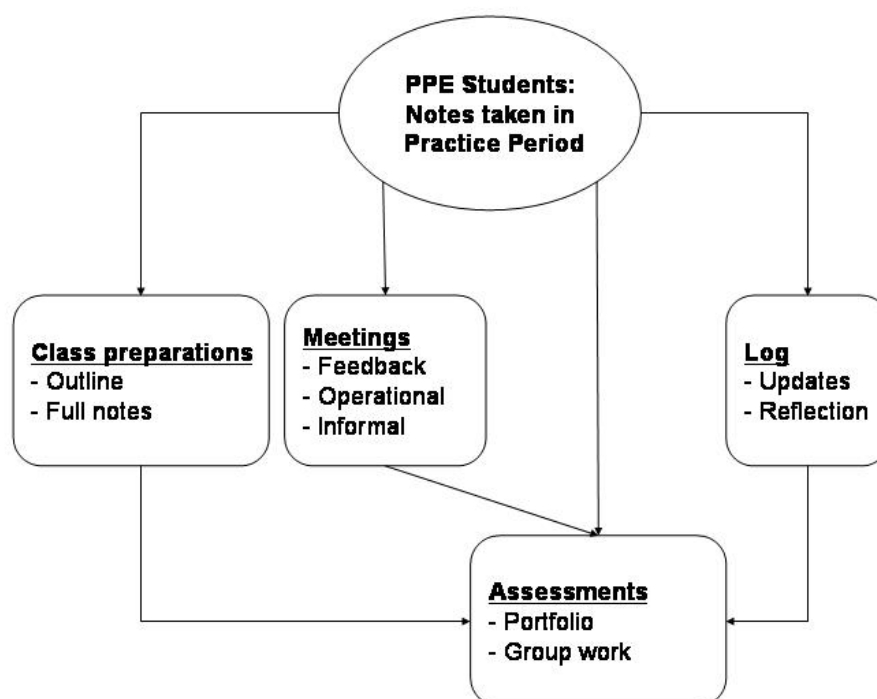 PPE Students:
Notes taken in
Practice Period
Class preparations
- Outline
- Full notes
Meetings
- Feedback
- Operational
- Informal
Log
- Updates
- Reflection
Assessments
- Portfolio
- Group work